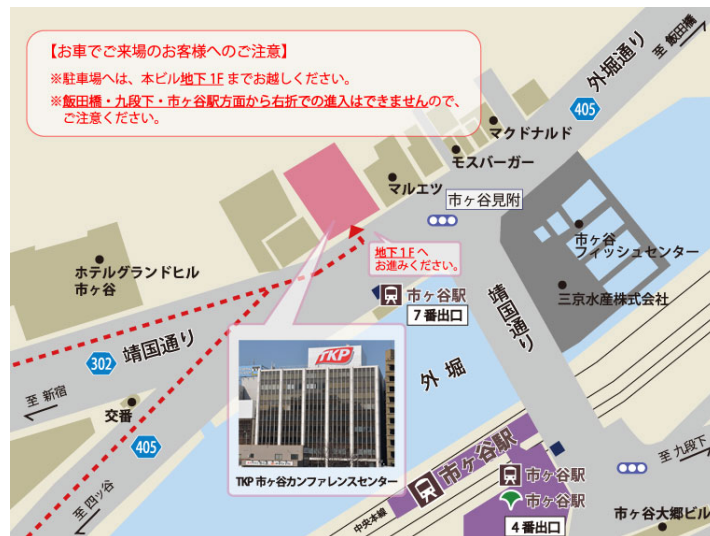 【お車でご来場のお客様へのご注意】
※駐車場へは、本ビル地下1Fまでお越しください。
※飯田橋・九段下・市ヶ谷駅方面から右折での進入はできませんので、
ご注意ください。
至 飯田橋
外堀通り
405
マクドナルド
モスバーガー
マルエツ
市ヶ谷見附
市ヶ谷
フィッシュセンター
地下1Fへ
お進みください。
ホテルグランドヒル
市ヶ谷
市ヶ谷駅
7番出口
三京水産株式会社
靖国通り
302
靖国通り
外堀
至 新宿
交番
405
至 四ッ谷
TKP
TKP 市ヶ谷カンファレンスセンター
市ヶ谷駅
中央本線
市ヶ谷駅
市ヶ谷駅
4番出口
至 九段下
市ヶ谷大郷ビル